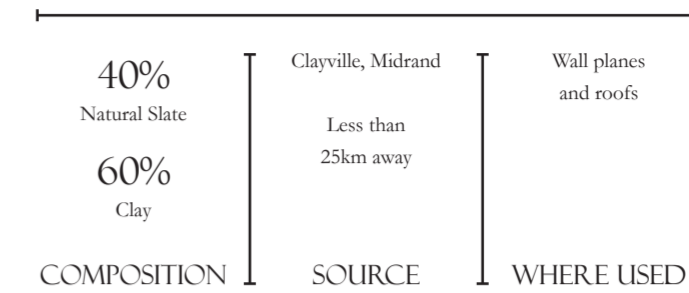 40%
Natural Slate
60%
Clay
COMPOSITION
Clayville, Midrand
Less than
25km away
SOURCE
Wall planes
and roofs
WHERE USED